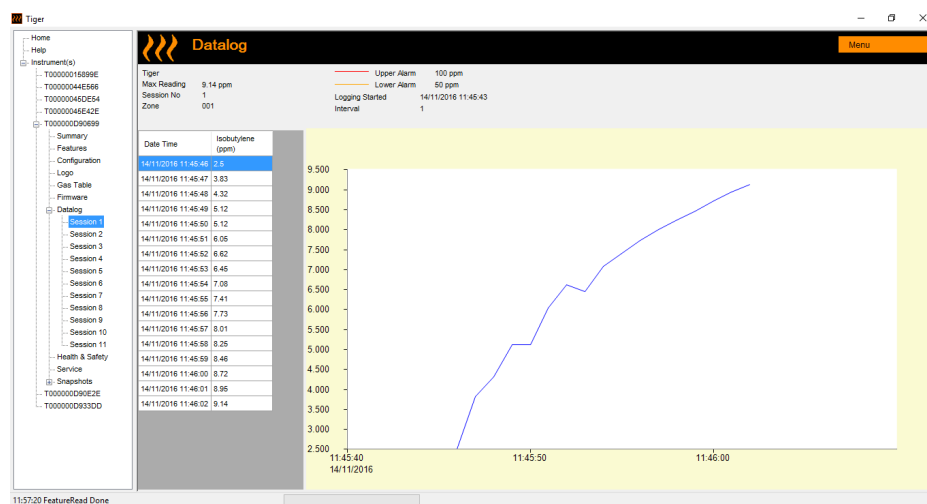 Tiger
Home
Help
Instrument(s)
T00000015899E
T00000044E566
T00000045DE54
T00000045E42E
T000000D90699
Summary
Features
Configuration
Logo
Gas Table
Firmware
Datalog
Session 1
Session 2
Session 3
Session 4
Session 5
Session 6
Session 7
Session 8
Session 9
Session 10
Session 11
Health & Safety
Service
Snapshots
T000000D90E2E
T000000D933DD
Datalog
Menu
Tiger
Max Reading 9.14 ppm
Session No 1
Zone 001
Upper Alarm 100 ppm
Lower Alarm 50 ppm
Logging Started 14/11/2016 11:45:43
Interval 1
Date Time Isobutylene (ppm)
14/11/2016 11:45:46 2.5
14/11/2016 11:45:47 3.83
14/11/2016 11:45:48 4.32
14/11/2016 11:45:49 5.12
14/11/2016 11:45:50 5.12
14/11/2016 11:45:51 6.05
14/11/2016 11:45:52 6.62
14/11/2016 11:45:53 6.45
14/11/2016 11:45:54 7.08
14/11/2016 11:45:55 7.41
14/11/2016 11:45:56 7.73
14/11/2016 11:45:57 8.01
14/11/2016 11:45:58 8.25
14/11/2016 11:45:59 8.46
14/11/2016 11:46:00 8.72
14/11/2016 11:46:01 8.95
14/11/2016 11:46:02 9.14
9.500
9.000
8.500
8.000
7.500
7.000
6.500
6.000
5.500
5.000
4.500
4.000
3.500
3.000
2.500
11:45:40 11:45:50 11:46:00
14/11/2016
11:57:20 FeatureRead Done